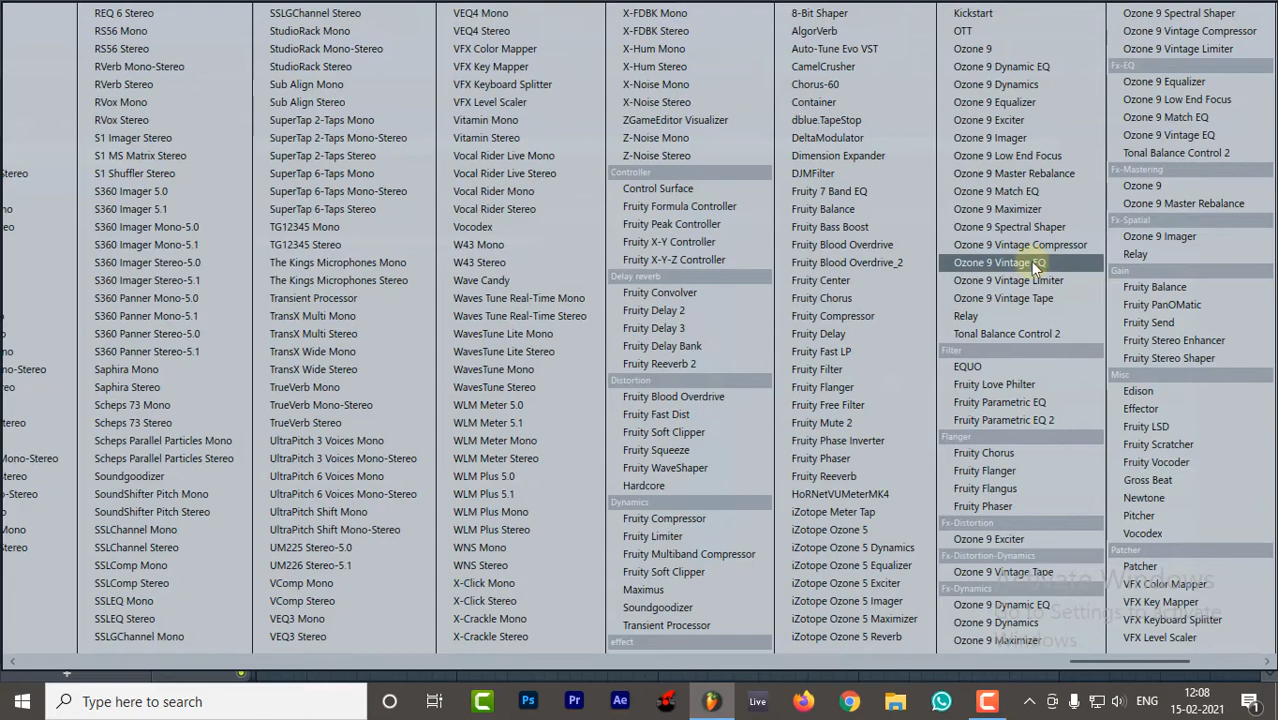 REQ 6 Stereo
RS56 Mono
RS56 Stereo
RVerb Mono-Stereo
RVerb Stereo
RVox Mono
RVox Stereo
S1 Imager Stereo
S1 MS Matrix Stereo
S1 Shuffler Stereo
S360 Imager 5.0
S360 Imager 5.1
S360 Imager Mono-5.0
S360 Imager Mono-5.1
S360 Imager Stereo-5.0
S360 Imager Stereo-5.1
S360 Panner Mono-5.0
S360 Panner Mono-5.1
S360 Panner Stereo-5.0
S360 Panner Stereo-5.1
Saphira Mono
Saphira Stereo
Scheps 73 Mono
Scheps 73 Stereo
Scheps Parallel Particles Mono
Scheps Parallel Particles Stereo
Soundgoodizer
SoundShifter Pitch Mono
SoundShifter Pitch Stereo
SSLChannel Mono
SSLChannel Stereo
SSLComp Mono
SSLComp Stereo
SSLEQ Mono
SSLEQ Stereo
SSLGChannel Mono
SSLGChannel Stereo
StudioRack Mono
StudioRack Mono-Stereo
StudioRack Stereo
Sub Align Mono
Sub Align Stereo
SuperTap 2-Taps Mono
SuperTap 2-Taps Mono-Stereo
SuperTap 2-Taps Stereo
SuperTap 6-Taps Mono
SuperTap 6-Taps Mono-Stereo
SuperTap 6-Taps Stereo
TG12345 Mono
TG12345 Stereo
The Kings Microphones Mono
The Kings Microphones Stereo
Transient Processor
TransX Multi Mono
TransX Multi Stereo
TransX Wide Mono
TransX Wide Stereo
TrueVerb Mono
TrueVerb Mono-Stereo
TrueVerb Stereo
UltraPitch 3 Voices Mono
UltraPitch 3 Voices Mono-Stereo
UltraPitch 6 Voices Mono
UltraPitch 6 Voices Mono-Stereo
UltraPitch Shift Mono
UltraPitch Shift Mono-Stereo
UM225 Stereo-5.0
UM226 Stereo-5.1
VComp Mono
VComp Stereo
VEQ3 Mono
VEQ3 Stereo
VEQ4 Mono
VEQ4 Stereo
VFX Color Mapper
VFX Key Mapper
VFX Keyboard Splitter
VFX Level Scaler
Vitamin Mono
Vitamin Stereo
Vocal Rider Live Mono
Vocal Rider Live Stereo
Vocal Rider Mono
Vocal Rider Stereo
Vocodex
W43 Mono
W43 Stereo
Wave Candy
Waves Tune Real-Time Mono
Waves Tune Real-Time Stereo
WavesTune Lite Mono
WavesTune Lite Stereo
WavesTune Mono
WavesTune Stereo
WLM Meter 5.0
WLM Meter 5.1
WLM Meter Mono
WLM Meter Stereo
WLM Plus 5.0
WLM Plus 5.1
WLM Plus Mono
WLM Plus Stereo
WNS Mono
WNS Stereo
X-Click Mono
X-Click Stereo
X-Crackle Mono
X-Crackle Stereo
X-FDBK Mono
X-FDBK Stereo
X-Hum Mono
X-Hum Stereo
X-Noise Mono
X-Noise Stereo
ZGameEditor Visualizer
Z-Noise Mono
Z-Noise Stereo
Controller
Control Surface
Fruity Formula Controller
Fruity Peak Controller
Fruity X-Y Controller
Fruity X-Y-Z Controller
Delay reverb
Fruity Convolver
Fruity Delay 2
Fruity Delay 3
Fruity Delay Bank
Fruity Reeverb 2
Distortion
Fruity Blood Overdrive
Fruity Fast Dist
Fruity Soft Clipper
Fruity Squeeze
Fruity WaveShaper
Hardcore
Dynamics
Fruity Compressor
Fruity Limiter
Fruity Multiband Compressor
Fruity Soft Clipper
Maximus
Soundgoodizer
Transient Processor
effect
8-Bit Shaper
AlgorVerb
Auto-Tune Evo VST
CamelCrusher
Chorus-60
Container
dblue.TapeStop
DeltaModulator
Dimension Expander
DJMFilter
Fruity 7 Band EQ
Fruity Balance
Fruity Bass Boost
Fruity Blood Overdrive
Fruity Blood Overdrive_2
Fruity Center
Fruity Chorus
Fruity Compressor
Fruity Delay
Fruity Fast LP
Fruity Filter
Fruity Flanger
Fruity Free Filter
Fruity Mute 2
Fruity Phase Inverter
Fruity Phaser
Fruity Reeverb
HoRNetVUMeterMK4
iZotope Meter Tap
iZotope Ozone 5
iZotope Ozone 5 Dynamics
iZotope Ozone 5 Equalizer
iZotope Ozone 5 Exciter
iZotope Ozone 5 Imager
iZotope Ozone 5 Maximizer
iZotope Ozone 5 Reverb
Kickstart
OTT
Ozone 9
Ozone 9 Dynamic EQ
Ozone 9 Dynamics
Ozone 9 Equalizer
Ozone 9 Exciter
Ozone 9 Imager
Ozone 9 Low End Focus
Ozone 9 Master Rebalance
Ozone 9 Match EQ
Ozone 9 Maximizer
Ozone 9 Spectral Shaper
Ozone 9 Vintage Compressor
Ozone 9 Vintage EQ
Ozone 9 Vintage Limiter
Ozone 9 Vintage Tape
Relay
Tonal Balance Control 2
Filter
EQUO
Fruity Love Philter
Fruity Parametric EQ
Fruity Parametric EQ 2
Flanger
Fruity Chorus
Fruity Flanger
Fruity Flangus
Fruity Phaser
Fx-Distortion
Ozone 9 Exciter
Fx-Distortion-Dynamics
Ozone 9 Vintage Tape
Fx-Dynamics
Ozone 9 Dynamic EQ
Ozone 9 Dynamics
Ozone 9 Maximizer
Ozone 9 Spectral Shaper
Ozone 9 Vintage Compressor
Ozone 9 Vintage Limiter
Fx-EQ
Ozone 9 Equalizer
Ozone 9 Low End Focus
Ozone 9 Match EQ
Ozone 9 Vintage EQ
Tonal Balance Control 2
Fx-Mastering
Ozone 9
Ozone 9 Master Rebalance
Fx-Spatial
Ozone 9 Imager
Relay
Gain
Fruity Balance
Fruity PanOMatic
Fruity Send
Fruity Stereo Enhancer
Fruity Stereo Shaper
Misc
Edison
Effector
Fruity LSD
Fruity Scratcher
Fruity Vocoder
Gross Beat
Newtone
Pitcher
Vocodex
Patcher
Patcher
VFX Color Mapper
VFX Key Mapper
VFX Keyboard Splitter
VFX Level Scaler
Activate Windows
Go to Settings to activate
Windows.
Type here to search
Ps
Pr
Ae
Live
ENG
12:08
15-02-2021
1